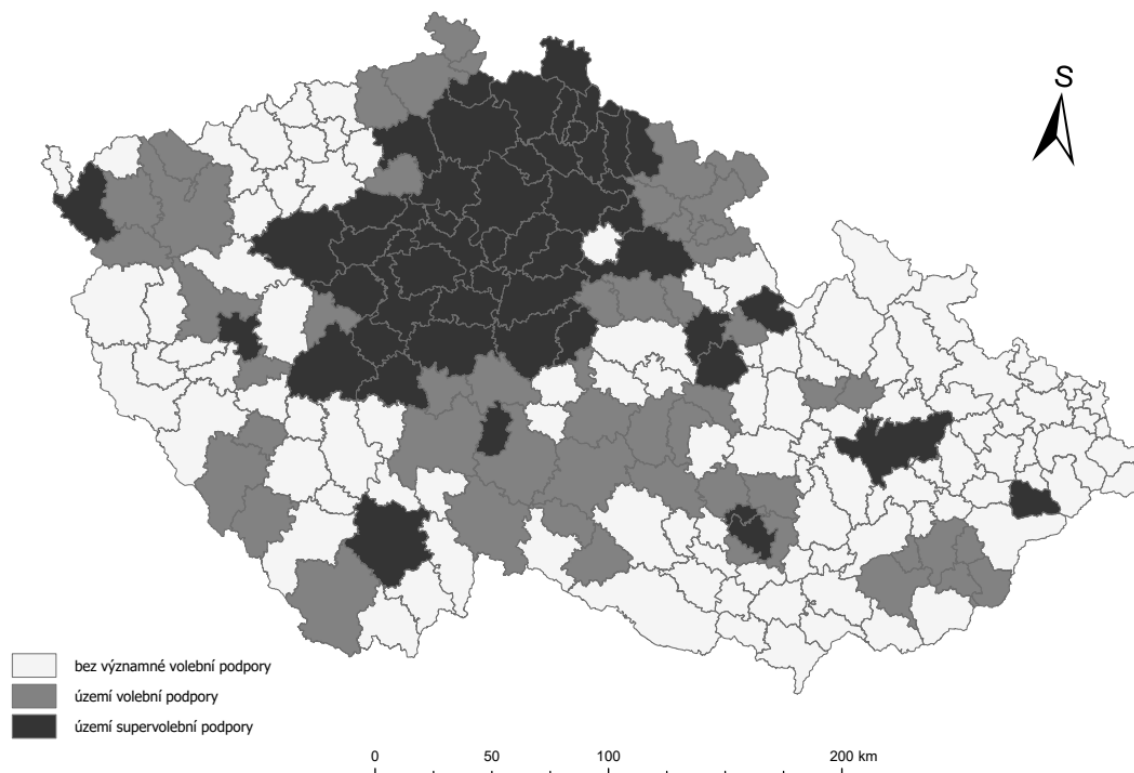 S
bez významné volební podpory
území volební podpory
území supervolební podpory
0 50 100 200 km